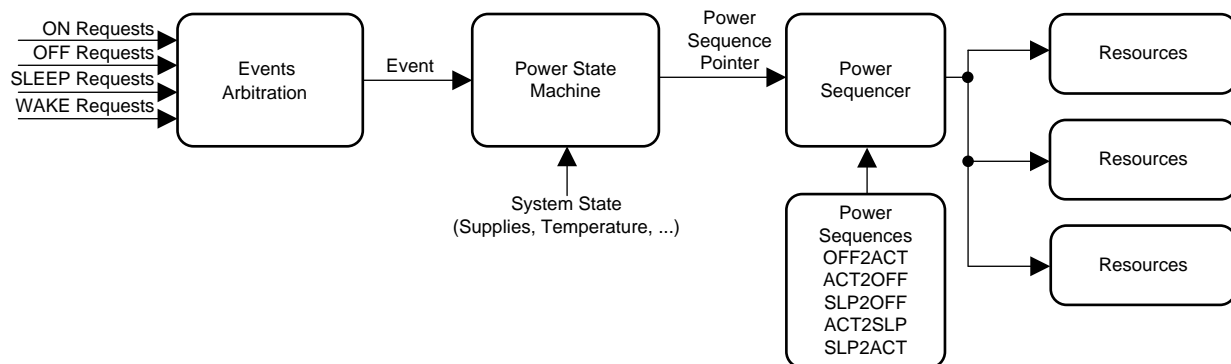 ON Requests
OFF Requests
SLEEP Requests
WAKE Requests
Events
Arbitration
Event
Power State
Machine
System State
(Supplies, Temperature, ...)
Power
Sequence
Pointer
Power
Sequencer
Power
Sequences
OFF2ACT
ACT2OFF
SLP2OFF
ACT2SLP
SLP2ACT
Resources
Resources
Resources